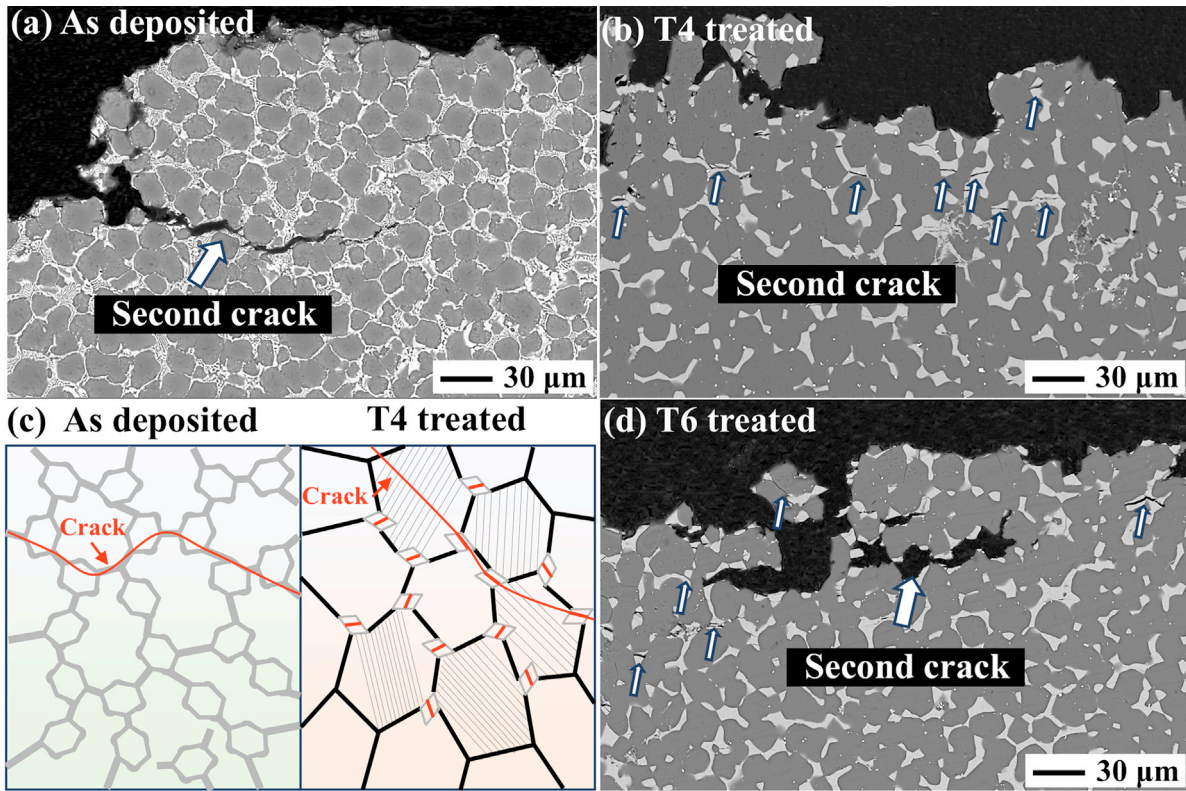 (a) As deposited
Second crack
30 µm
(b) T4 treated
Second crack
30 µm
(c) As deposited
T4 treated
Crack
Crack
(d) T6 treated
Second crack
30 µm